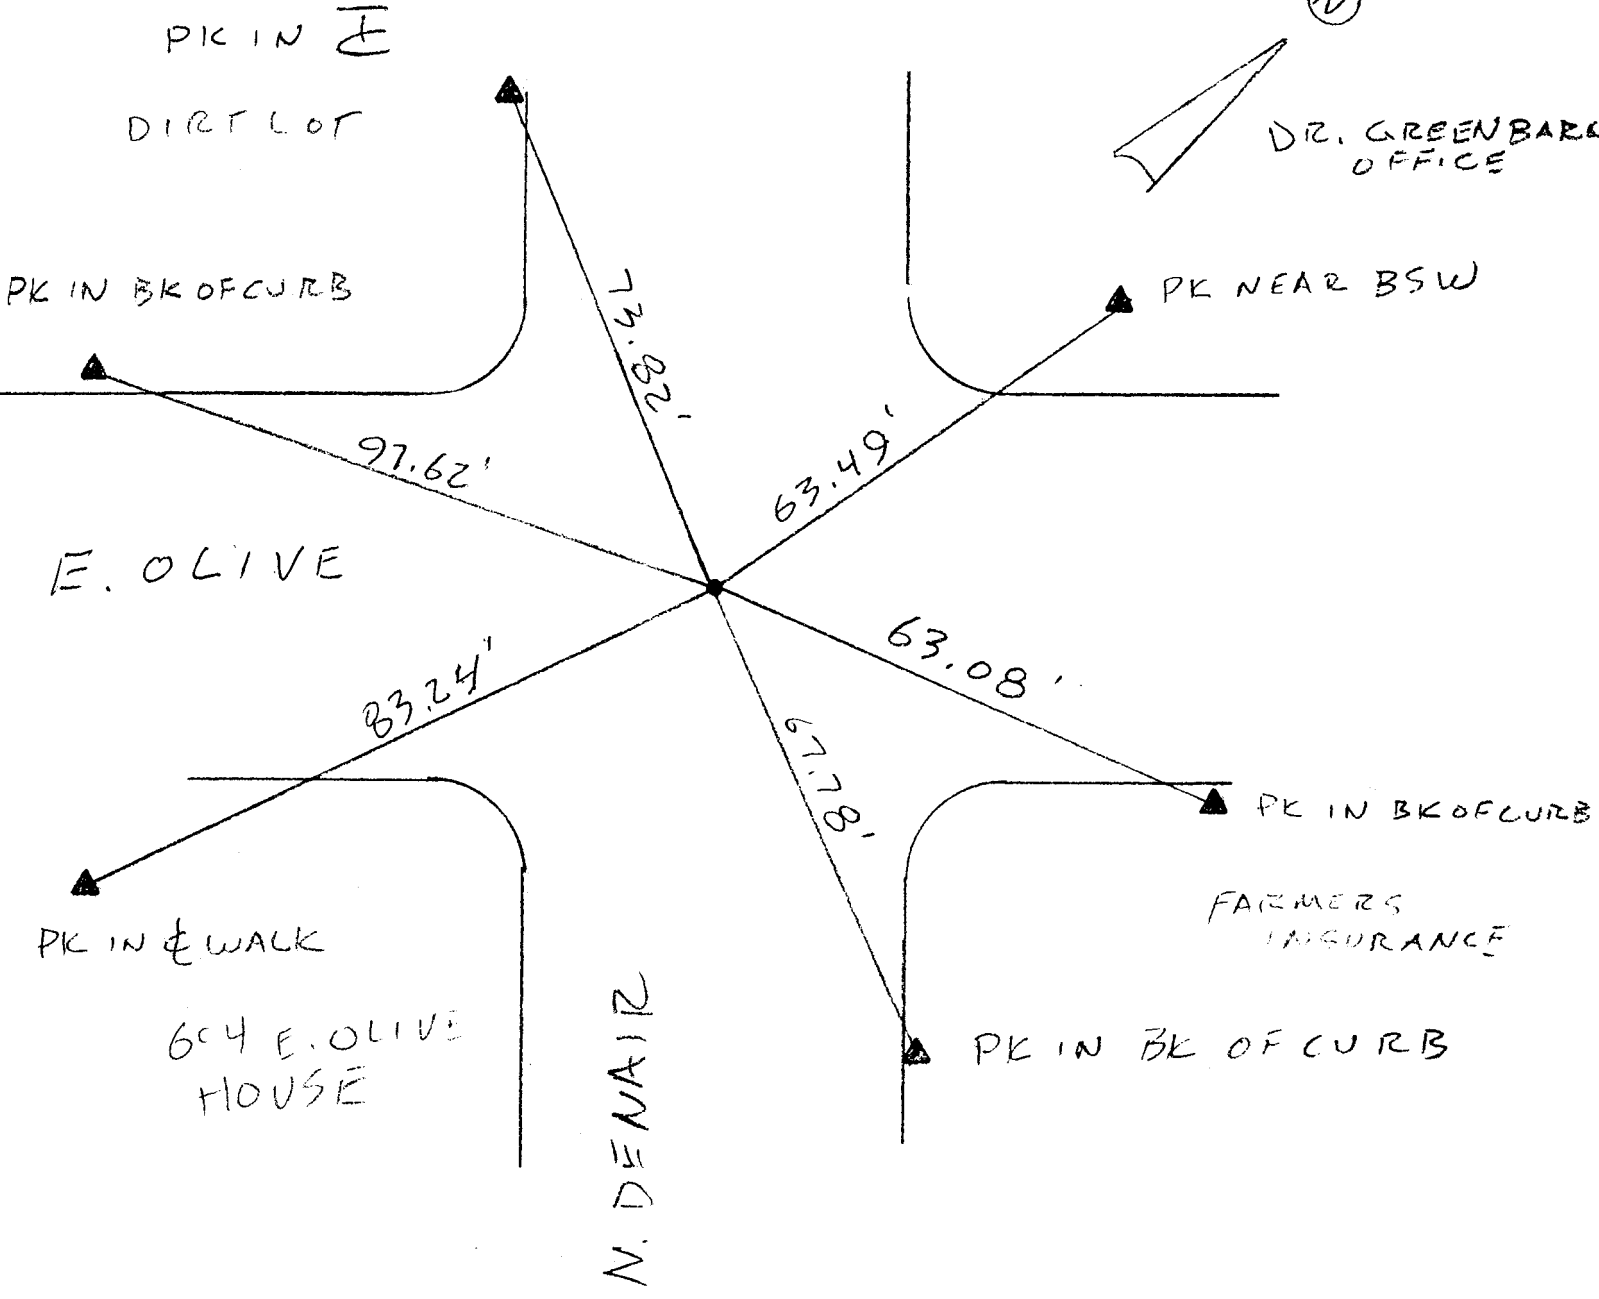 PK IN
DIRT LOT
DR. GREENBARG
OFFICE
PK IN BK OF CURB
PK NEAR BSW
73.82'
97.62'
63.49'
E. OLIVE
83.24'
63.08'
67.78'
PK IN BK OF CURB
PK IN ℄ WALK
FARMERS
INSURANCE
604 E. OLIVE
HOUSE
N. DENAIR
PK IN BK OF CURB